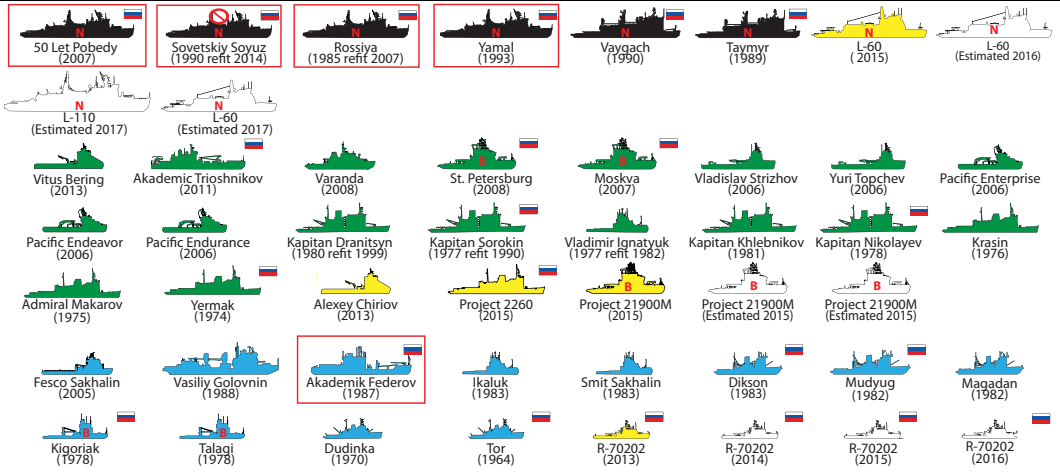 N N N N N N N N
50 Let Pobedy Sovetskiy Soyuz Rossiya Yamal Vaygach Taymyr L-60 L-60
(2007) (1990 refit 2014) (1985 refit 2007) (1993) (1990) (1989) (2015) (Estimated 2016)
N N
L-110 L-60
(Estimated 2017) (Estimated 2017)
B B
Vitus Bering Akademic Trioshnikov Varanda St. Petersburg Moskva Vladislav Strizhov Yuri Topchev Pacific Enterprise
(2013) (2011) (2008) (2008) (2007) (2006) (2006) (2006)
Pacific Endeavor Pacific Endurance Kapitan Dranitsyn Kapitan Sorokin Vladimir Ignatyuk Kapitan Khlebnikov Kapitan Nikolayev Krasin
(2006) (2006) (1980 refit 1999) (1977 refit 1990) (1977 refit 1982) (1981) (1978) (1976)
B B B
Admiral Makarov Yermak Alexey Chiriov Project 2260 Project 21900M Project 21900M Project 21900M
(1975) (1974) (2013) (2015) (2015) (Estimated 2015) (Estimated 2015)
Fesco Sakhalin Vasiliy Golovnin Akademik Federov Ikaluk Smit Sakhalin Dikson Mudyug Magadan
(2005) (1988) (1987) (1983) (1983) (1983) (1982) (1982)
B B
Kigoriak Talagi Dudinka Tor R-70202 R-70202 R-70202 R-70202
(1978) (1978) (1970) (1964) (2013) (2014) (2015) (2016)